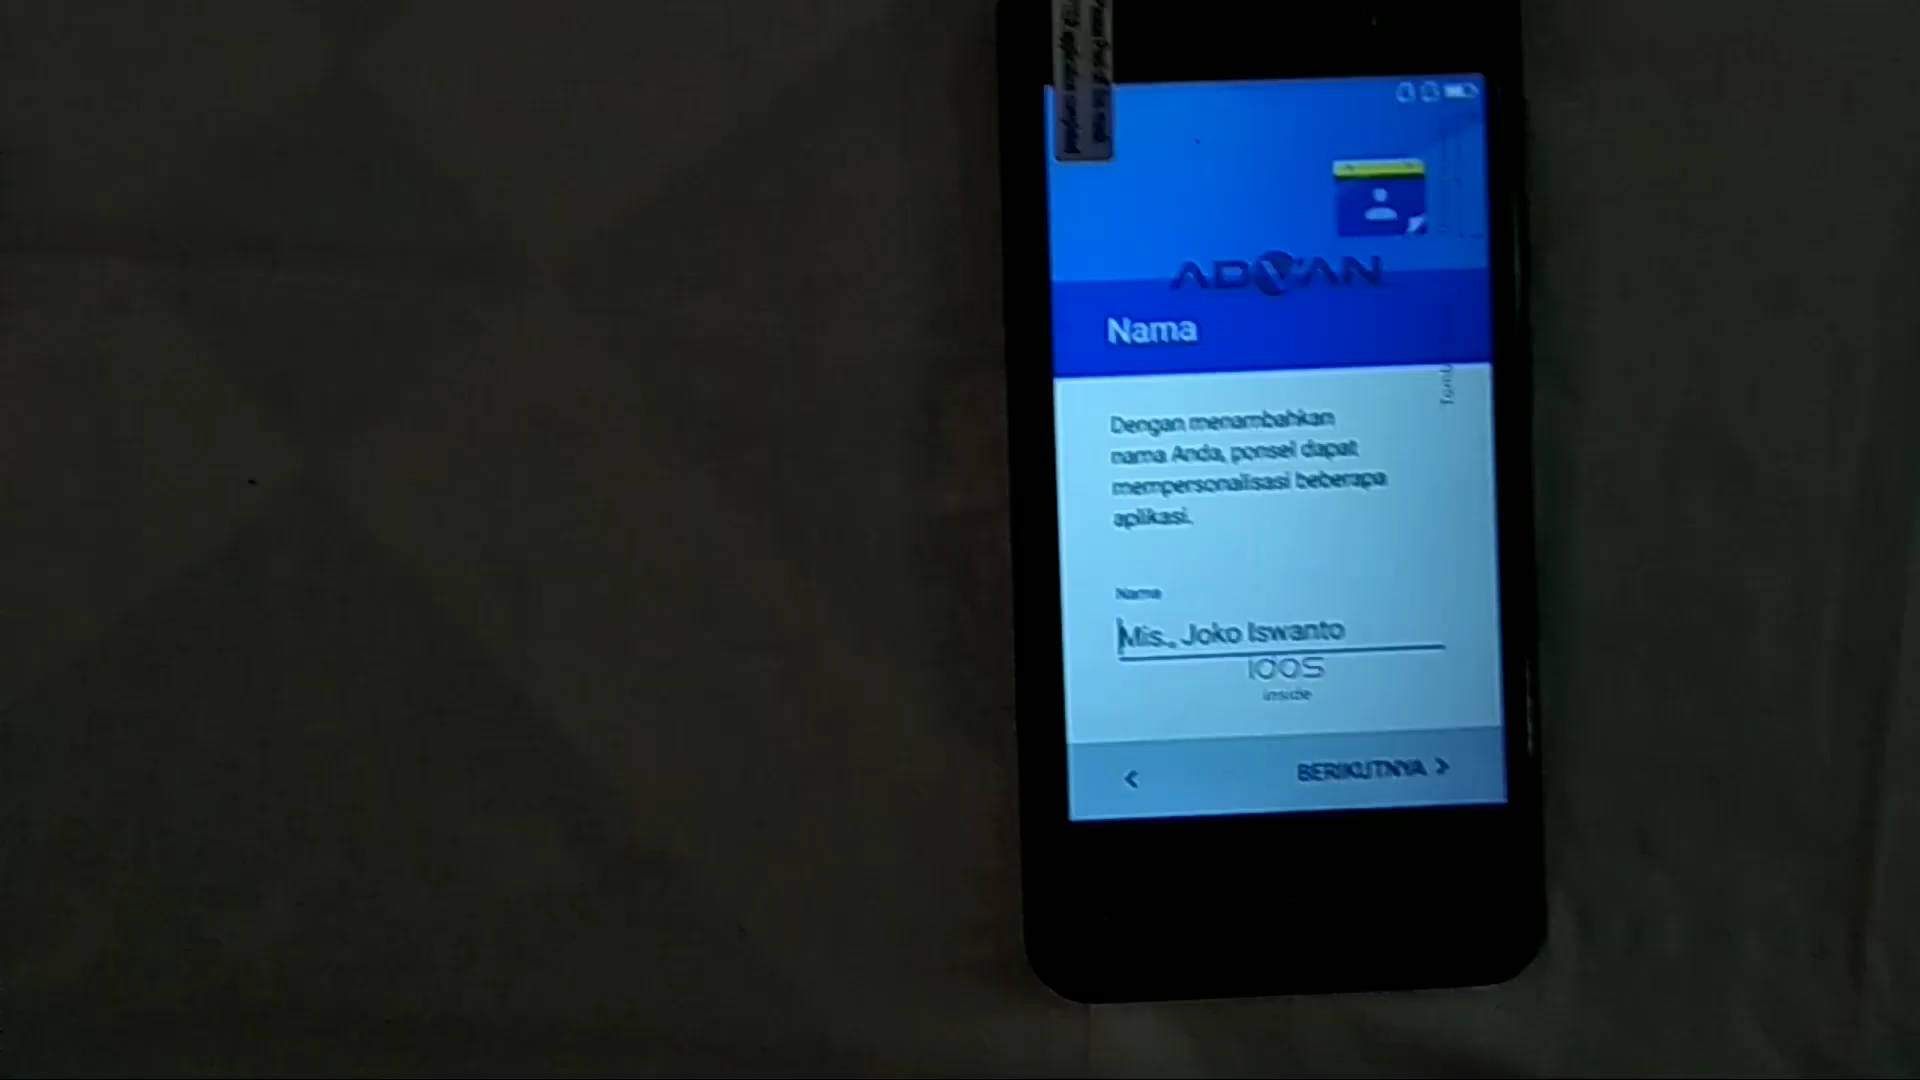 ADVAN
Nama
Dengan menambahkan
nama Anda, ponsel dapat
mempersonalisasi beberapa
aplikasi.
Nama
Mis., Joko Iswanto
IDOS
inside
BERIKUTNYA >